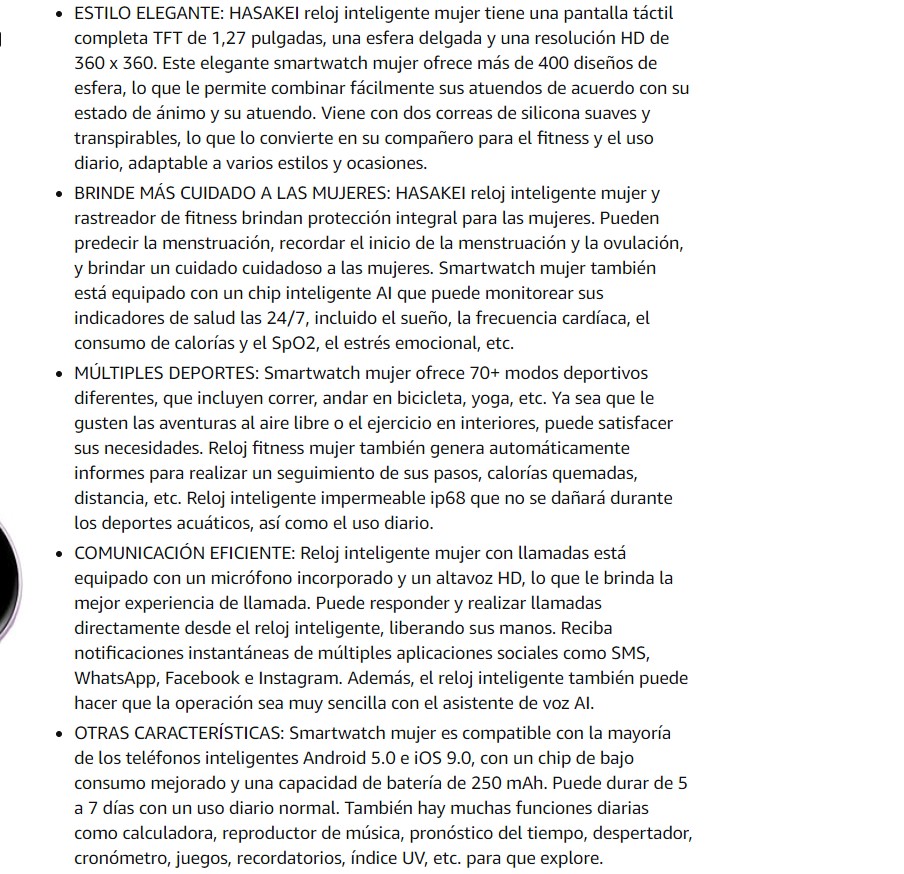 • ESTILO ELEGANTE: HASAKEI reloj inteligente mujer tiene una pantalla táctil
completa TFT de 1,27 pulgadas, una esfera delgada y una resolución HD de
360 x 360. Este elegante smartwatch mujer ofrece más de 400 diseños de
esfera, lo que le permite combinar fácilmente sus atuendos de acuerdo con su
estado de ánimo y su atuendo. Viene con dos correas de silicona suaves y
transpirables, lo que lo convierte en su compañero para el fitness y el uso
diario, adaptable a varios estilos y ocasiones.
• BRINDE MÁS CUIDADO A LAS MUJERES: HASAKEI reloj inteligente mujer y
rastreador de fitness brindan protección integral para las mujeres. Pueden
predecir la menstruación, recordar el inicio de la menstruación y la ovulación,
y brindar un cuidado cuidadoso a las mujeres. Smartwatch mujer también
está equipado con un chip inteligente AI que puede monitorear sus
indicadores de salud las 24/7, incluido el sueño, la frecuencia cardíaca, el
consumo de calorías y el SpO2, el estrés emocional, etc.
• MÚLTIPLES DEPORTES: Smartwatch mujer ofrece 70+ modos deportivos
diferentes, que incluyen correr, andar en bicicleta, yoga, etc. Ya sea que le
gusten las aventuras al aire libre o el ejercicio en interiores, puede satisfacer
sus necesidades. Reloj fitness mujer también genera automáticamente
informes para realizar un seguimiento de sus pasos, calorías quemadas,
distancia, etc. Reloj inteligente impermeable ip68 que no se dañará durante
los deportes acuáticos, así como el uso diario.
• COMUNICACIÓN EFICIENTE: Reloj inteligente mujer con llamadas está
equipado con un micrófono incorporado y un altavoz HD, lo que le brinda la
mejor experiencia de llamada. Puede responder y realizar llamadas
directamente desde el reloj inteligente, liberando sus manos. Reciba
notificaciones instantáneas de múltiples aplicaciones sociales como SMS,
WhatsApp, Facebook e Instagram. Además, el reloj inteligente también puede
hacer que la operación sea muy sencilla con el asistente de voz AI.
• OTRAS CARACTERÍSTICAS: Smartwatch mujer es compatible con la mayoría
de los teléfonos inteligentes Android 5.0 e iOS 9.0, con un chip de bajo
consumo mejorado y una capacidad de batería de 250 mAh. Puede durar de 5
a 7 días con un uso diario normal. También hay muchas funciones diarias
como calculadora, reproductor de música, pronóstico del tiempo, despertador,
cronómetro, juegos, recordatorios, índice UV, etc. para que explore.